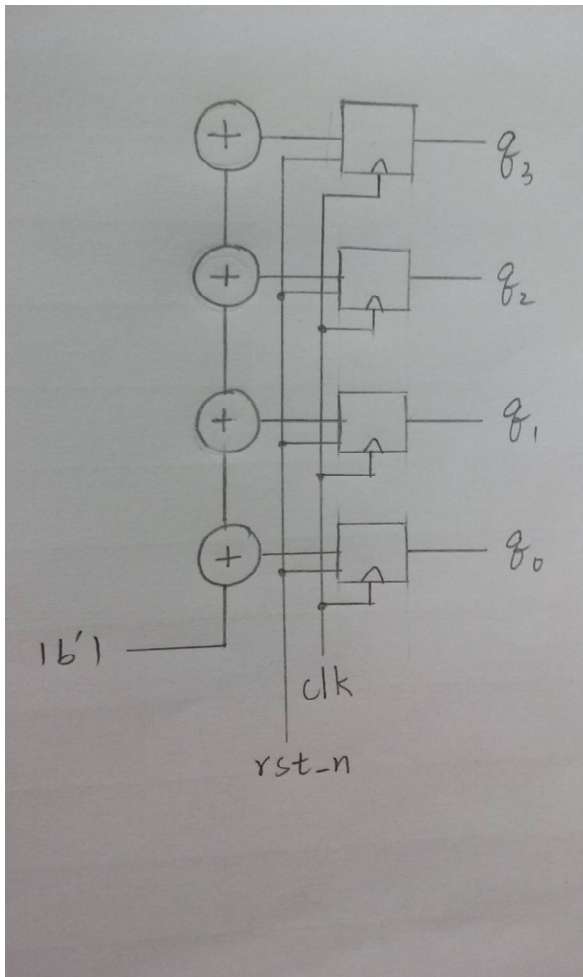 +
q3
+
q2
+
q1
+
q0
1b'1
clk
rst_n